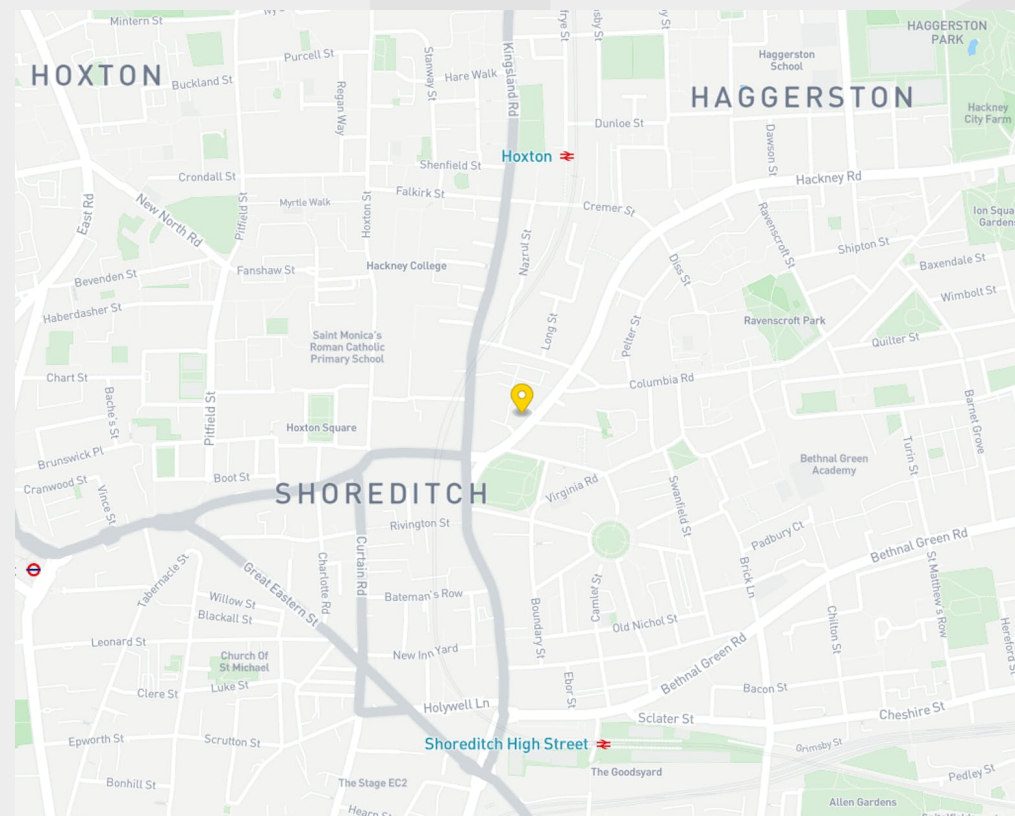 Mintern St
Purcell St
HOXTON
Buckland St
Regan Way
Stanway St
Hare Walk
Kingsland Rd
HAGGERSTON
PARK
Haggerston
School
HAGGERSTON
Hackney
City Farm
Dunloe St
Dawson St
Hoxton
Shenfield St
Crondall St
Hackney Rd
Falkirk St
Myrtle Walk
Hoxton St
Pitfield St
New North Rd
East Rd
Cremer St
Ravenscroft St
Ion Squa
Gardens
Nazrul St
Shipton St
Diss St
Fanshaw St
Hackney College
Baxendale St
Bevenden St
Wimbolt St
Haberdasher St
Long St
Pelter St
Ravenscroft Park
Saint Monica's
Roman Catholic
Primary School
Quilter St
Chart St
Columbia Rd
Bache's St
Pitfield St
Barnet Grove
Hoxton Square
Turin St
Brunswick Pl
Bethnal Green
Academy
Boot St
Cranwood St
Vince St
SHOREDITCH
Virginia Rd
Swanfield St
Rivington St
Padbury Ct
Bethnal Green Rd
Curtain Rd
Tabernacle St
Great Eastern St
Charlotte Rd
Willow St
Blackall St
Bateman's Row
Boundary St
Camlet St
Brick Ln
St Matthew's Row
Chilton St
Old Nichol St
Hereford St
Leonard St
New Inn Yard
Church Of
St Michael
Bethnal Green Rd
Luke St
Clere St
Ebor St
Bacon St
Holywell Ln
Sclater St
Cheshire St
Epworth St
Scrutton St
Shoreditch High Street
Grimsby St
The Goodsyard
Pedley St
Bonhill St
The Stage EC2
Allen Gardens
Hearn St